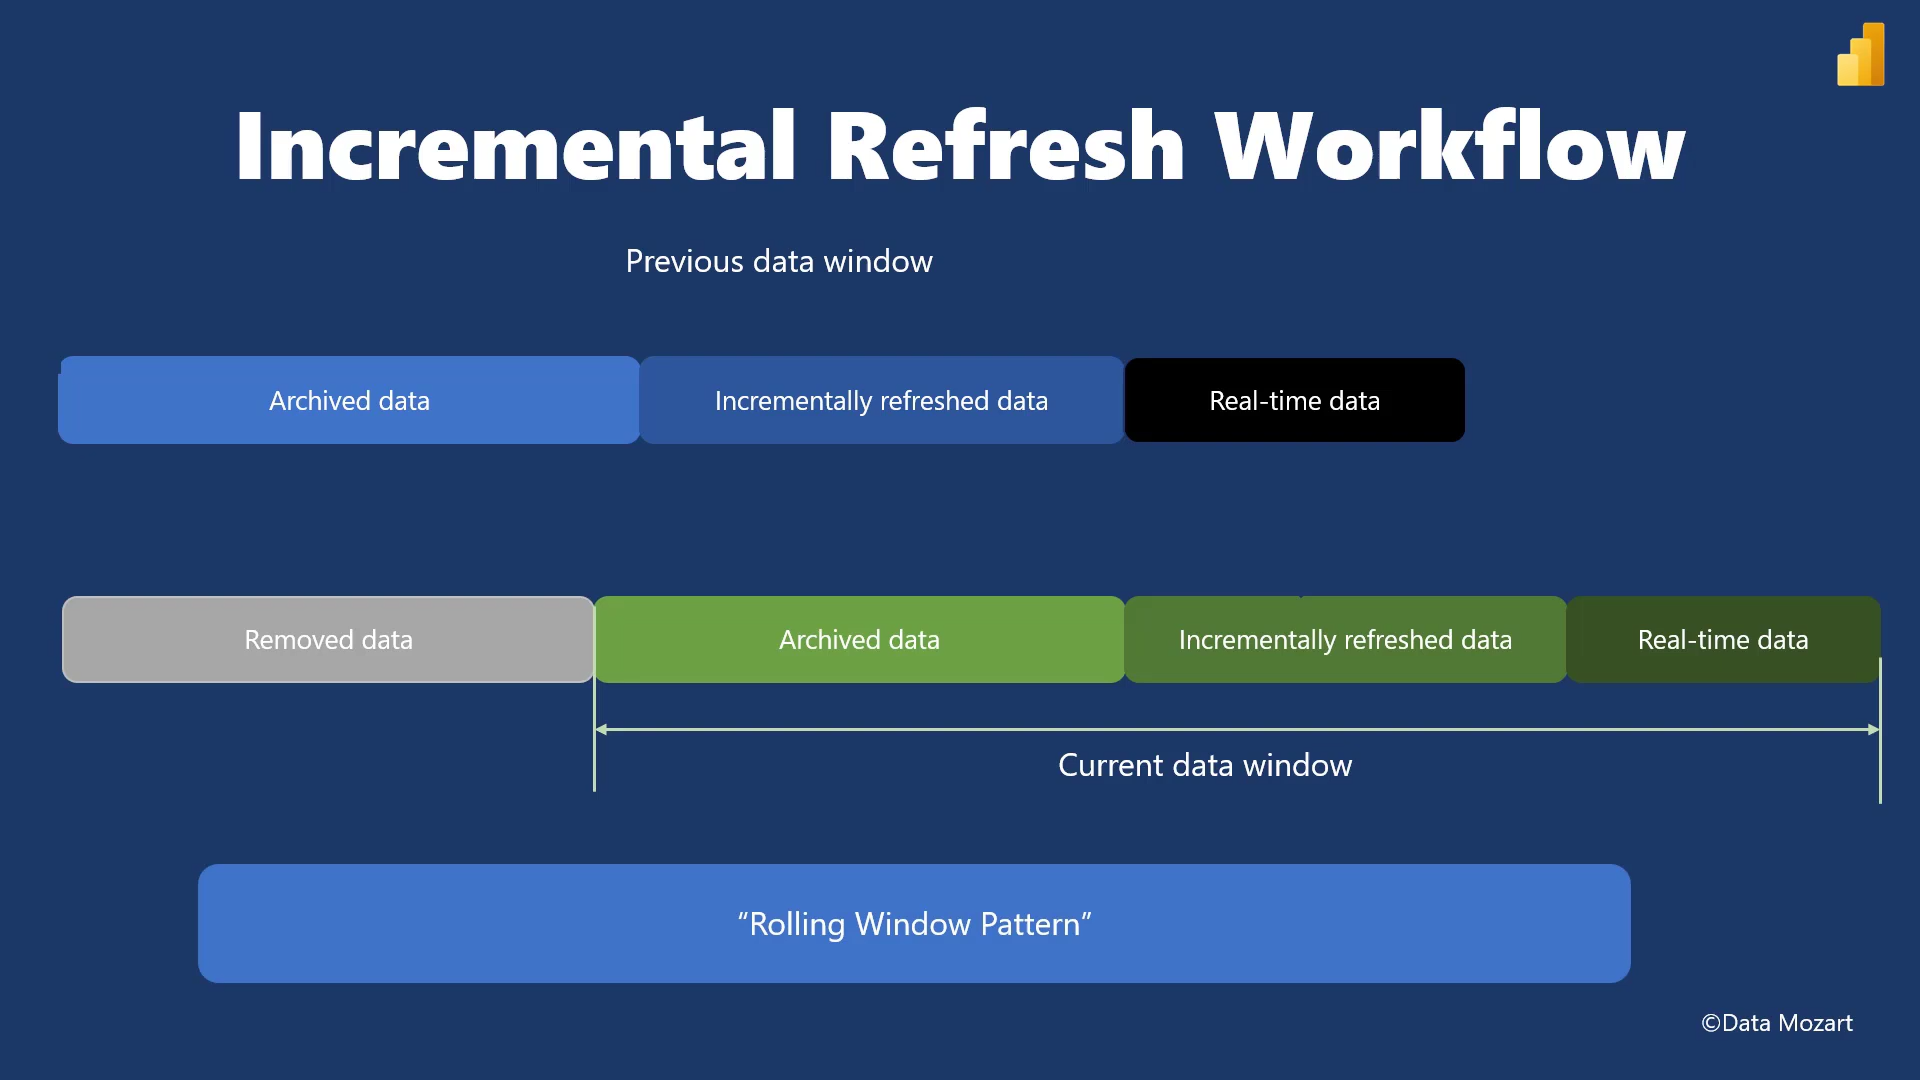 Incremental Refresh Workflow
Previous data window
Archived data
Incrementally refreshed data
Real-time data
Removed data
Archived data
Incrementally refreshed data
Real-time data
Current data window
“Rolling Window Pattern”
©Data Mozart